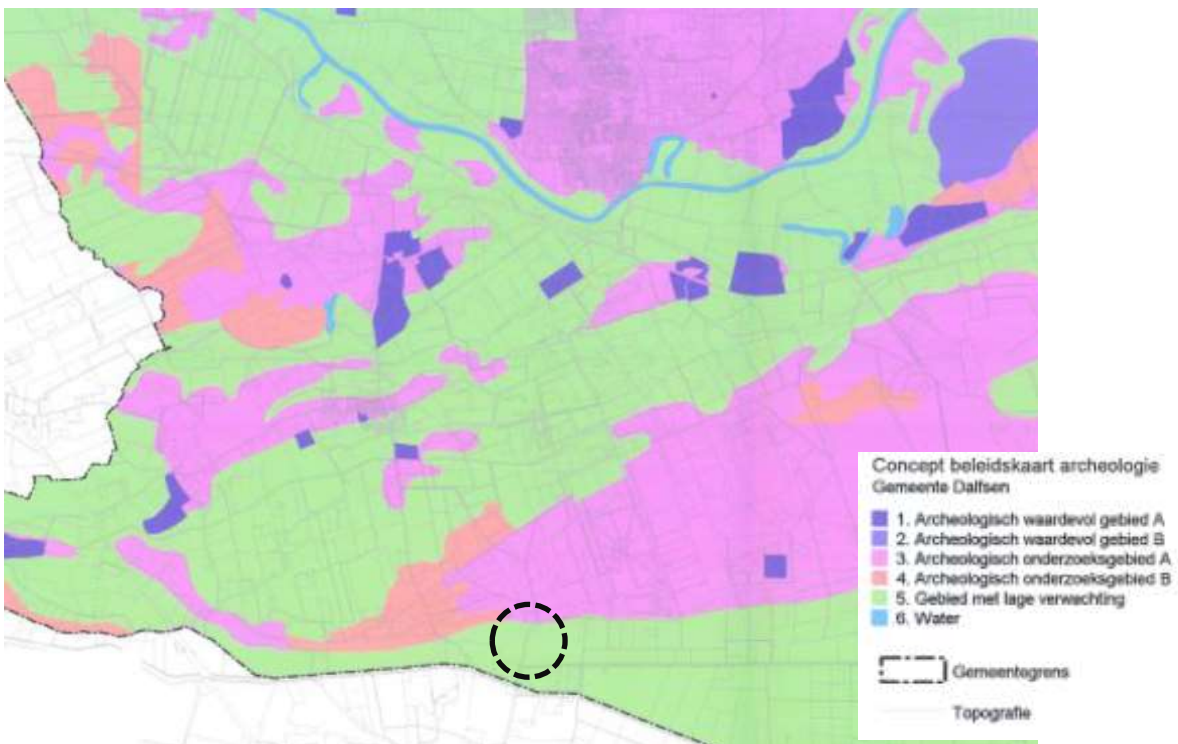 Concept beleidskaart archeologie
Gemeente Dalfsen
1. Archeologisch waardevol gebied A
2. Archeologisch waardevol gebied B
3. Archeologisch onderzoeksgebied A
4. Archeologisch onderzoeksgebied B
5. Gebied met lage verwachting
6. Water
Gemeentegrens
Topografie